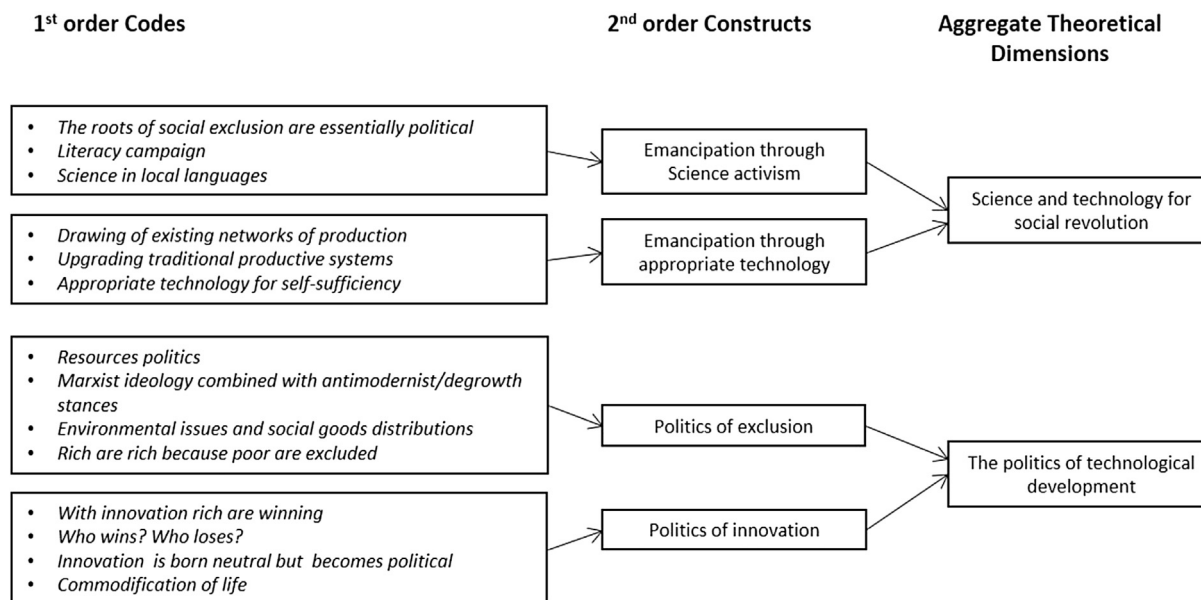 1st order Codes
2nd order Constructs
Aggregate Theoretical
Dimensions
• The roots of social exclusion are essentially political
• Literacy campaign
• Science in local languages
Emancipation through
Science activism
• Drawing of existing networks of production
• Upgrading traditional productive systems
• Appropriate technology for self-sufficiency
Emancipation through
appropriate technology
Science and technology for
social revolution
• Resources politics
• Marxist ideology combined with antimodernist/degrowth
stances
• Environmental issues and social goods distributions
• Rich are rich because poor are excluded
Politics of exclusion
• With innovation rich are winning
• Who wins? Who loses?
• Innovation is born neutral but becomes political
• Commodification of life
Politics of innovation
The politics of technological
development